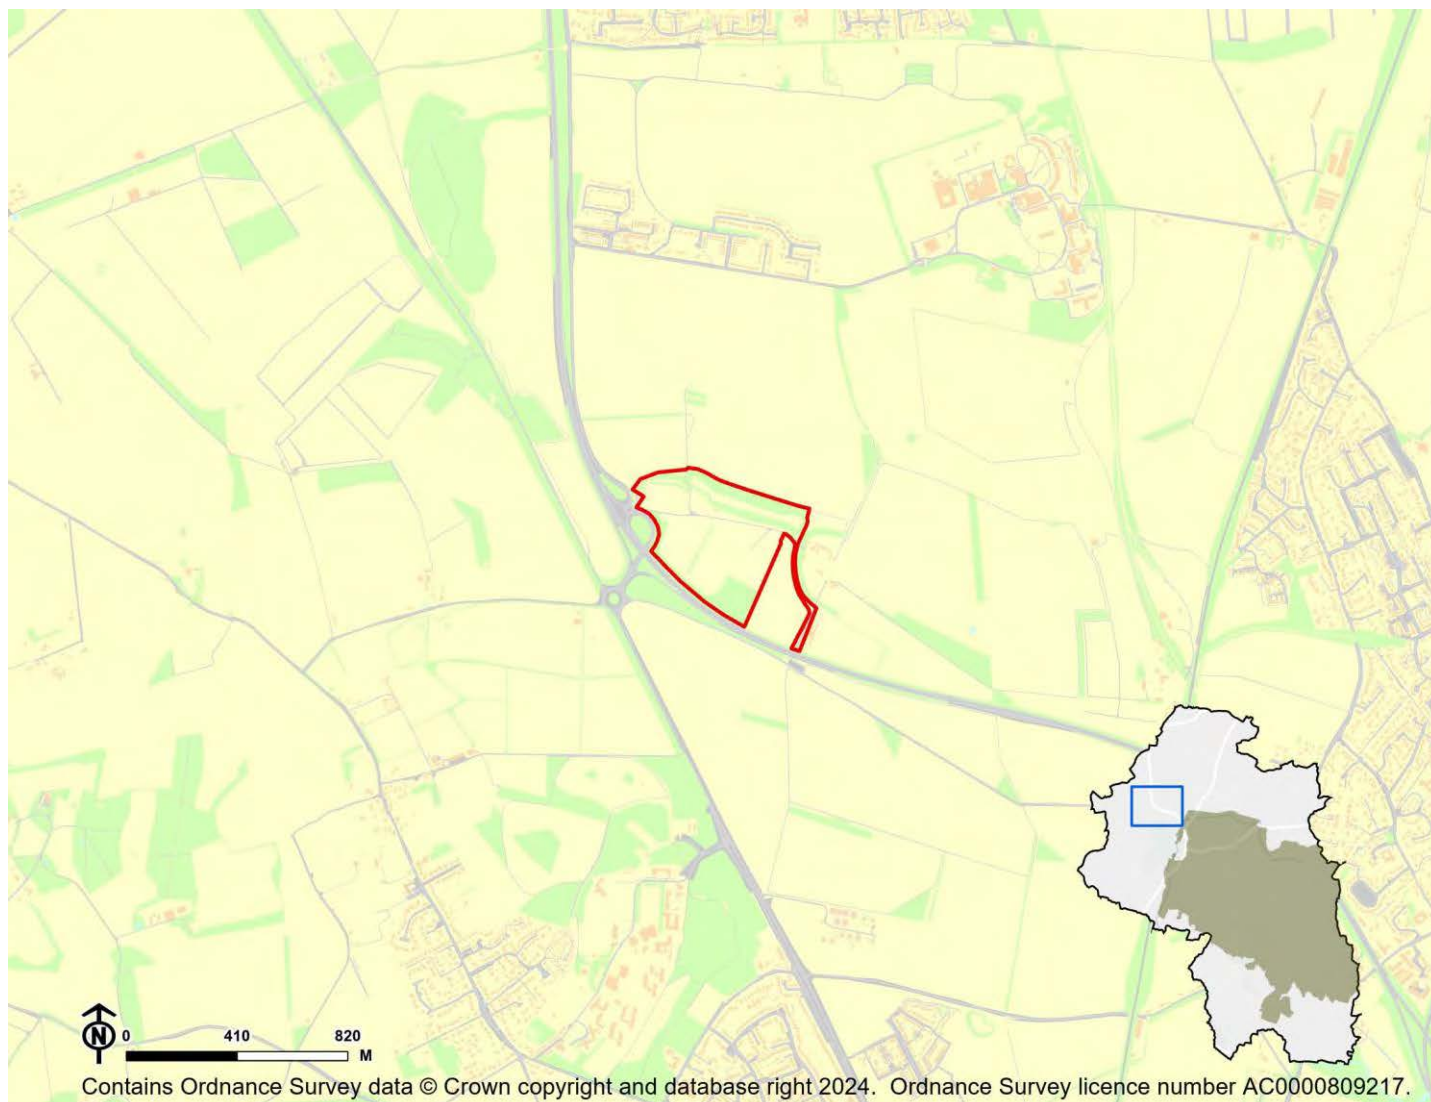 N 0 410 820
M
Contains Ordnance Survey data © Crown copyright and database right 2024. Ordnance Survey licence number AC0000809217.